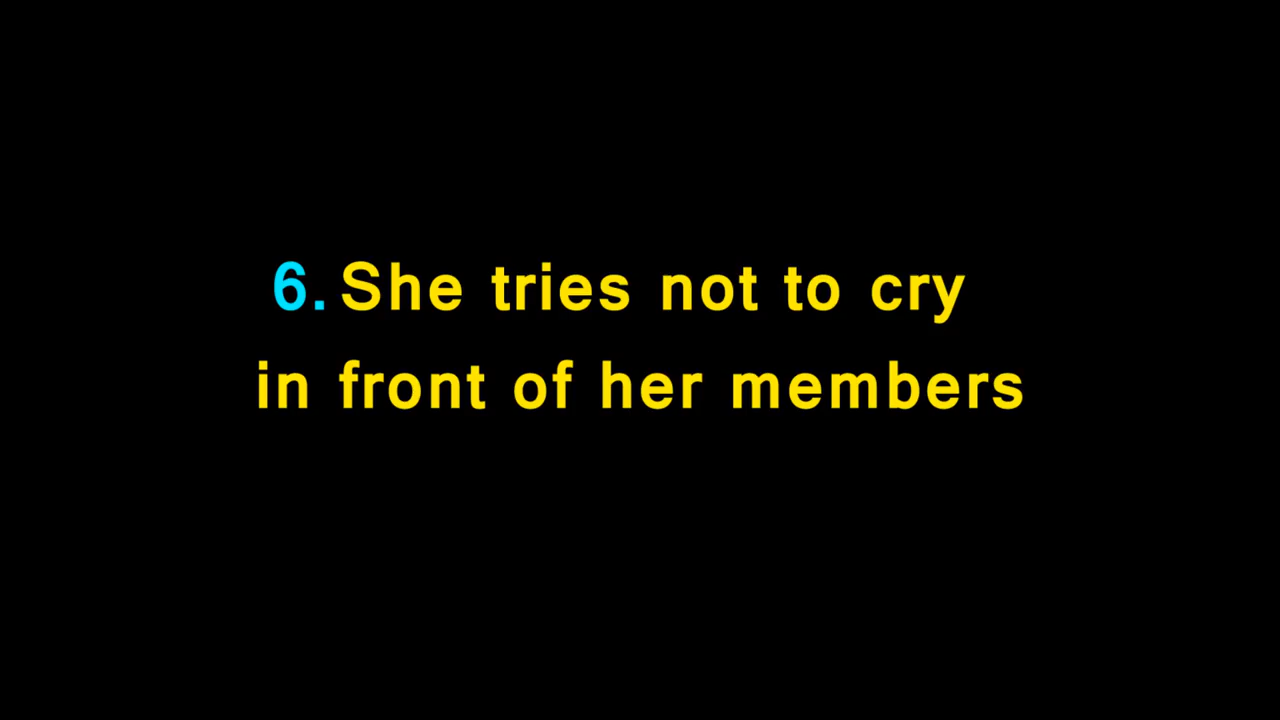 6. She tries not to cry
in front of her members